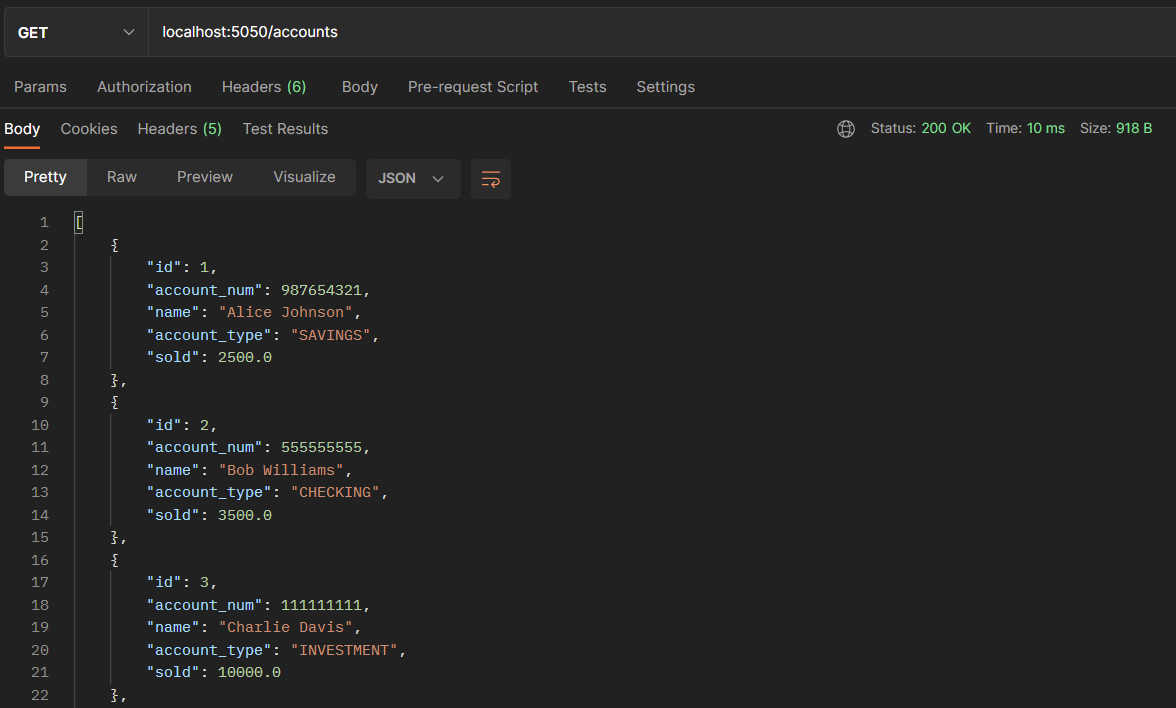 GET localhost:5050/accounts
Params Authorization Headers (6) Body Pre-request Script Tests Settings
Body Cookies Headers (5) Test Results Status: 200 OK Time: 10 ms Size: 918 B
Pretty Raw Preview Visualize JSON
1 [
2 {
3 "id": 1,
4 "account_num": 987654321,
5 "name": "Alice Johnson",
6 "account_type": "SAVINGS",
7 "sold": 2500.0
8 },
9 {
10 "id": 2,
11 "account_num": 555555555,
12 "name": "Bob Williams",
13 "account_type": "CHECKING",
14 "sold": 3500.0
15 },
16 {
17 "id": 3,
18 "account_num": 111111111,
19 "name": "Charlie Davis",
20 "account_type": "INVESTMENT",
21 "sold": 10000.0
22 },